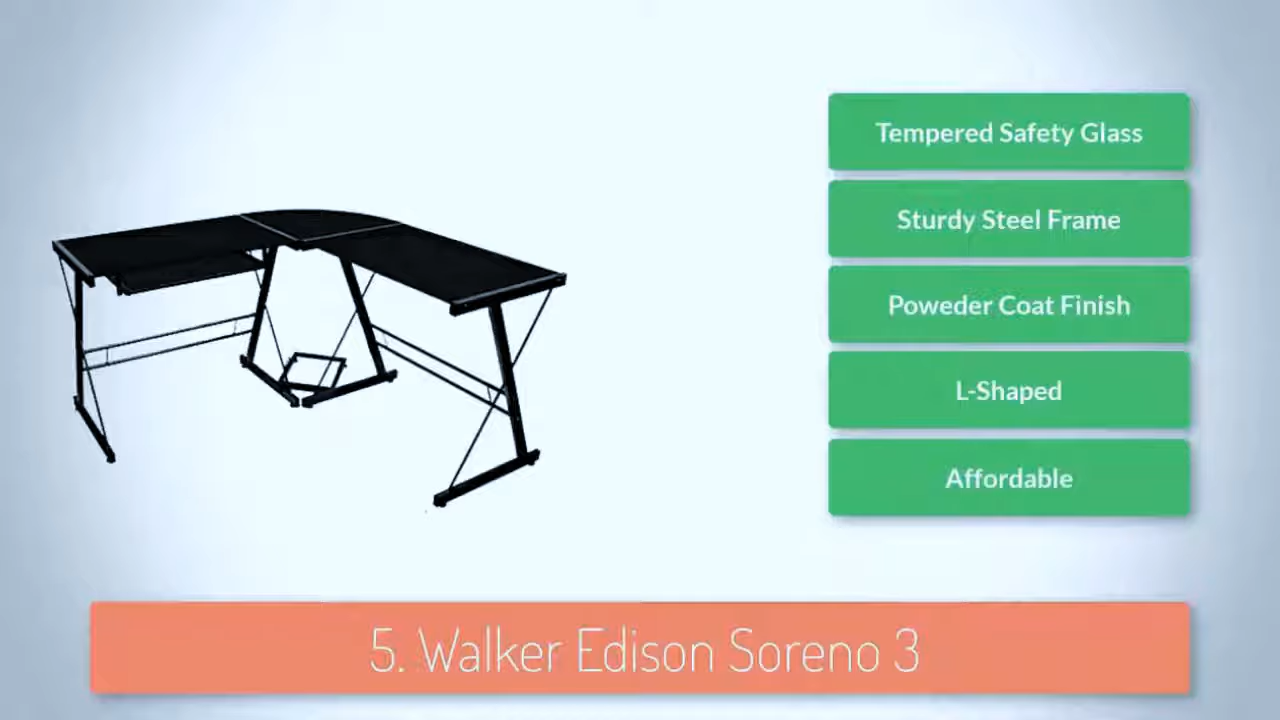 Tempered Safety Glass
Sturdy Steel Frame
Poweder Coat Finish
L-Shaped
Affordable
5. Walker Edison Soreno 3